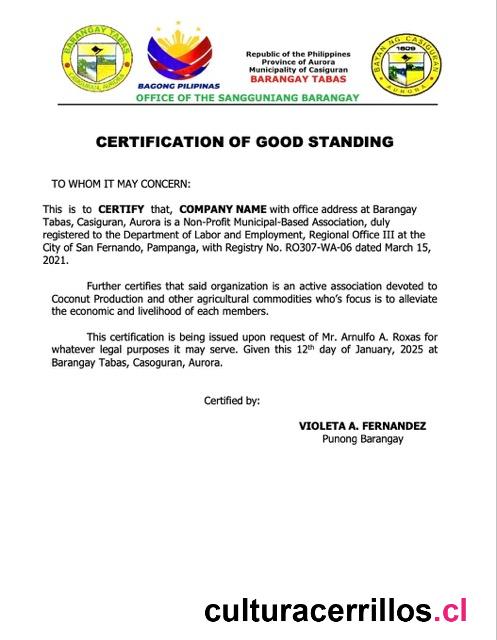 BARANGAY TABAS
CASIGURAN, AURORA
BAGONG PILIPINAS
Republic of the Philippines
Province of Aurora
Municipality of Casiguran
BARANGAY TABAS
OFFICE OF THE SANGGUNIANG BARANGAY
BAYAN NG CASIGURAN
1609
AURORA
CERTIFICATION OF GOOD STANDING
TO WHOM IT MAY CONCERN:
This is to CERTIFY that, COMPANY NAME with office address at Barangay
Tabas, Casiguran, Aurora is a Non-Profit Municipal-Based Association, duly
registered to the Department of Labor and Employment, Regional Office III at the
City of San Fernando, Pampanga, with Registry No. RO307-WA-06 dated March 15,
2021.
Further certifies that said organization is an active association devoted to
Coconut Production and other agricultural commodities who's focus is to alleviate
the economic and livelihood of each members.
This certification is being issued upon request of Mr. Arnulfo A. Roxas for
whatever legal purposes it may serve. Given this 12th day of January, 2025 at
Barangay Tabas, Casoguran, Aurora.
Certified by:
VIOLETA A. FERNANDEZ
Punong Barangay
culturacerrillos.cl